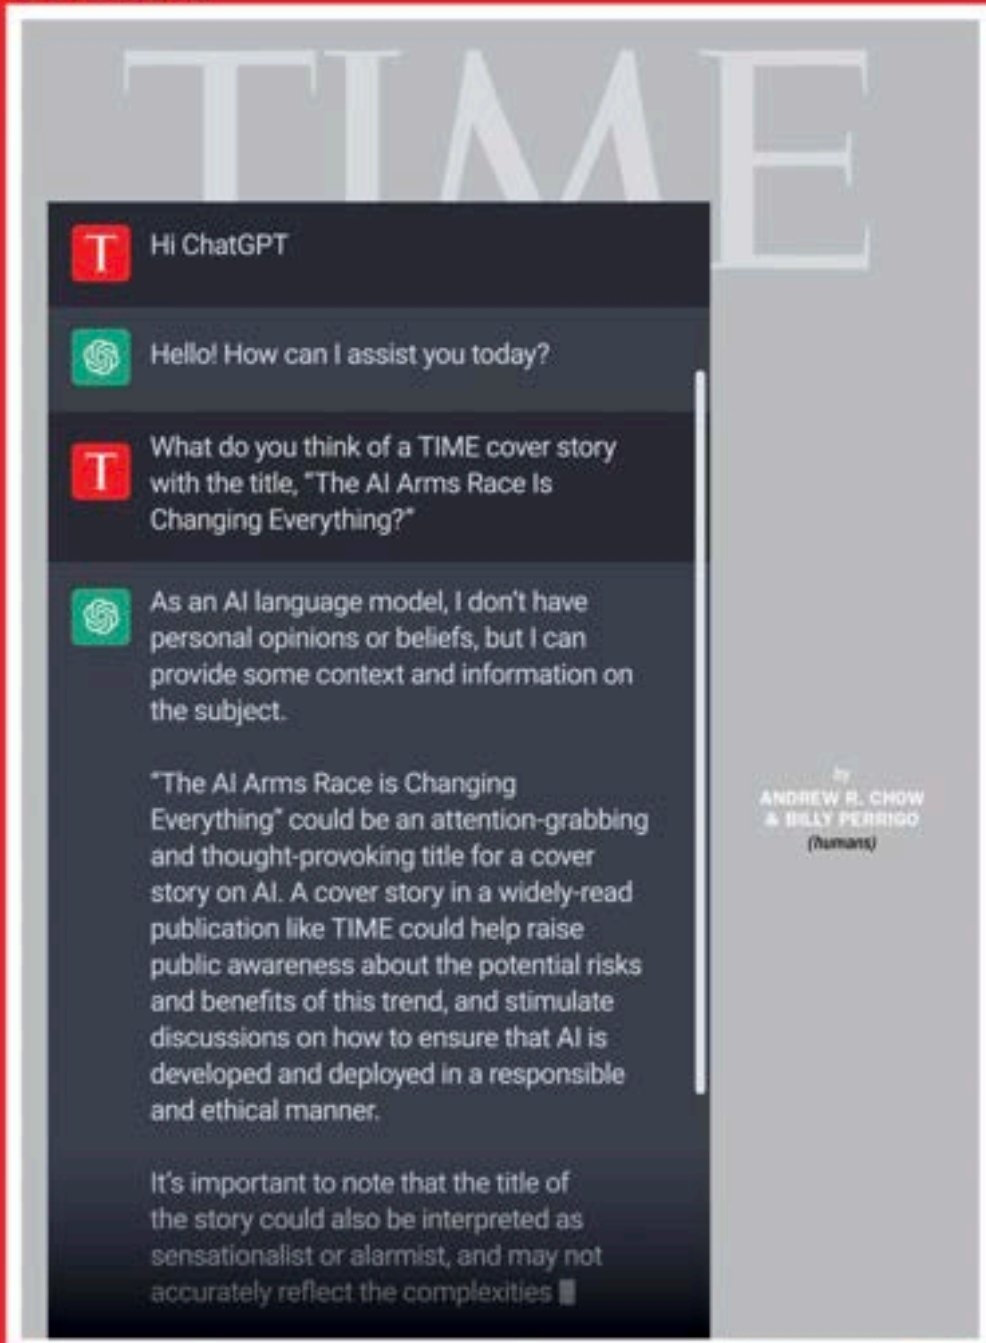 TIME
Hi ChatGPT
Hello! How can I assist you today?
What do you think of a TIME cover story
with the title, “The AI Arms Race Is
Changing Everything?”
As an AI language model, I don’t have
personal opinions or beliefs, but I can
provide some context and information on
the subject.
“The AI Arms Race is Changing
Everything” could be an attention-grabbing
and thought-provoking title for a cover
story on AI. A cover story in a widely-read
publication like TIME could help raise
public awareness about the potential risks
and benefits of this trend, and stimulate
discussions on how to ensure that AI is
developed and deployed in a responsible
and ethical manner.
It’s important to note that the title of
the story could also be interpreted as
sensationalist or alarmist, and may not
accurately reflect the complexities
by
ANDREW R. CHOW
& BILLY PERRIGO
(humans)